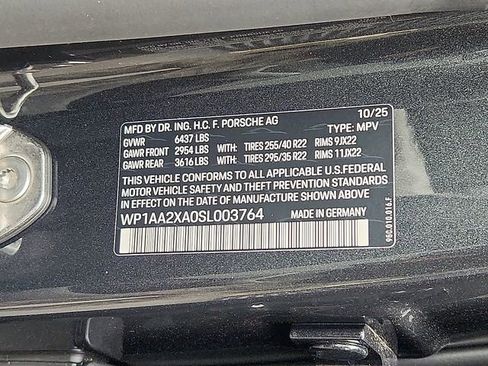 MFD BY DR. ING. H.C. F. PORSCHE AG 10/25
GVWR 6437 LBS TYPE: MPV
GAWR FRONT 2954 LBS WITH: TIRES 255/40 R22 RIMS 9JX22
GAWR REAR 3616 LBS WITH: TIRES 295/35 R22 RIMS 11JX22
THIS VEHICLE CONFORMS TO ALL APPLICABLE U.S.FEDERAL
MOTOR VEHICLE SAFETY AND THEFT PREVENTION STANDARDS
IN EFFECT ON THE DATE OF MANUFACTURE SHOWN ABOVE
WP1AA2XA0SL003764 MADE IN GERMANY
9GC.010.016.F